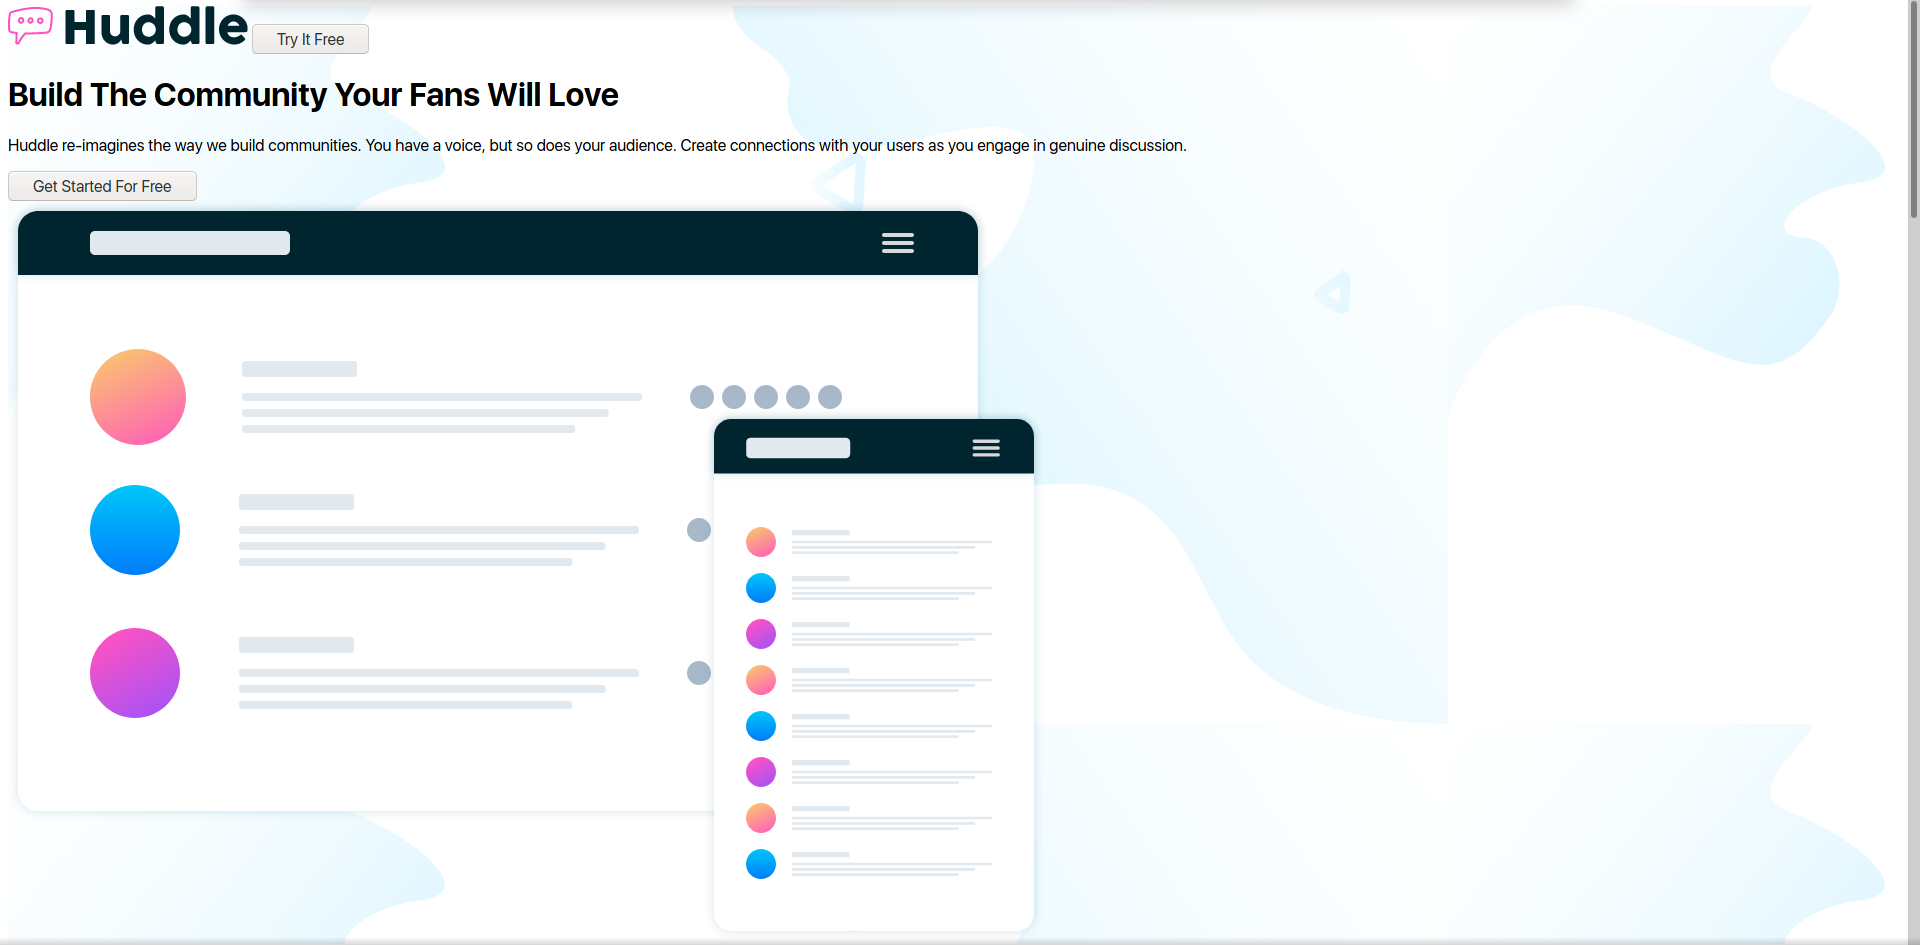 Huddle
Try It Free
Build The Community Your Fans Will Love
Huddle re-imagines the way we build communities. You have a voice, but so does your audience. Create connections with your users as you engage in genuine discussion.
Get Started For Free